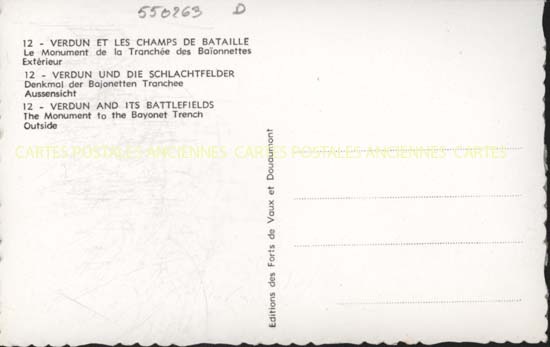 550263 D
12 - VERDUN ET LES CHAMPS DE BATAILLE
Le Monument de la Tranchée des Baïonnettes
Extérieur
12 - VERDUN UND DIE SCHLACHTFELDER
Denkmal der Bajonetten Tranchee
Aussensicht
12 - VERDUN AND ITS BATTLEFIELDS
The Monument to the Bayonet Trench
Outside
CARTES POSTALES ANCIENNES CARTES POSTALES ANCIENNES CARTES
Editions des Forts de Vaux et Douaumont